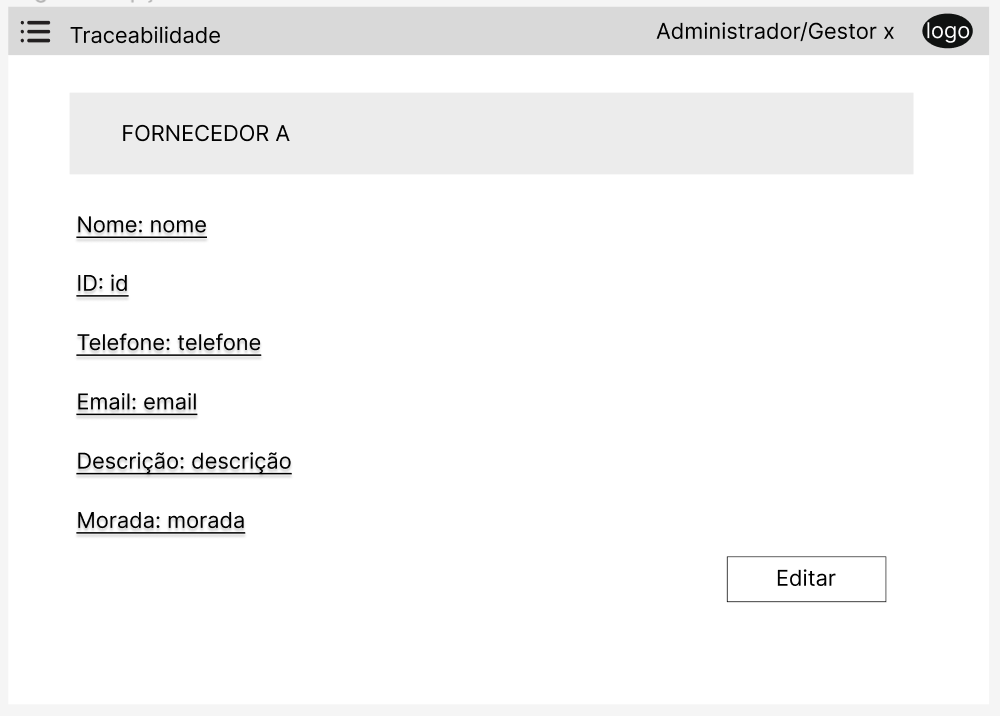 Traceabilidade
Administrador/Gestor x
logo
FORNECEDOR A
Nome: nome
ID: id
Telefone: telefone
Email: email
Descrição: descrição
Morada: morada
Editar